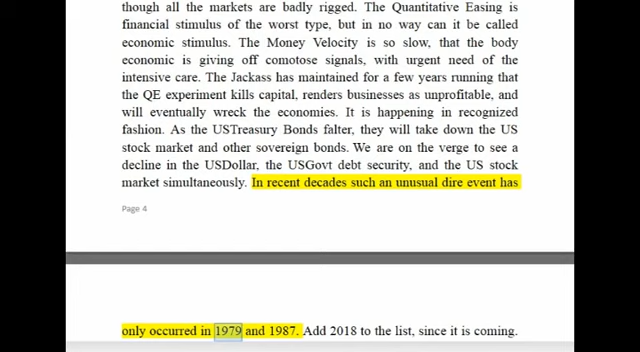 though all the markets are badly rigged. The Quantitative Easing is
financial stimulus of the worst type, but in no way can it be called
economic stimulus. The Money Velocity is so slow, that the body
economic is giving off comotose signals, with urgent need of the
intensive care. The Jackass has maintained for a few years running that
the QE experiment kills capital, renders businesses as unprofitable, and
will eventually wreck the economies. It is happening in recognized
fashion. As the USTreasury Bonds falter, they will take down the US
stock market and other sovereign bonds. We are on the verge to see a
decline in the USDollar, the USGovt debt security, and the US stock
market simultaneously. In recent decades such an unusual dire event has
Page 4
only occurred in 1979 and 1987. Add 2018 to the list, since it is coming.